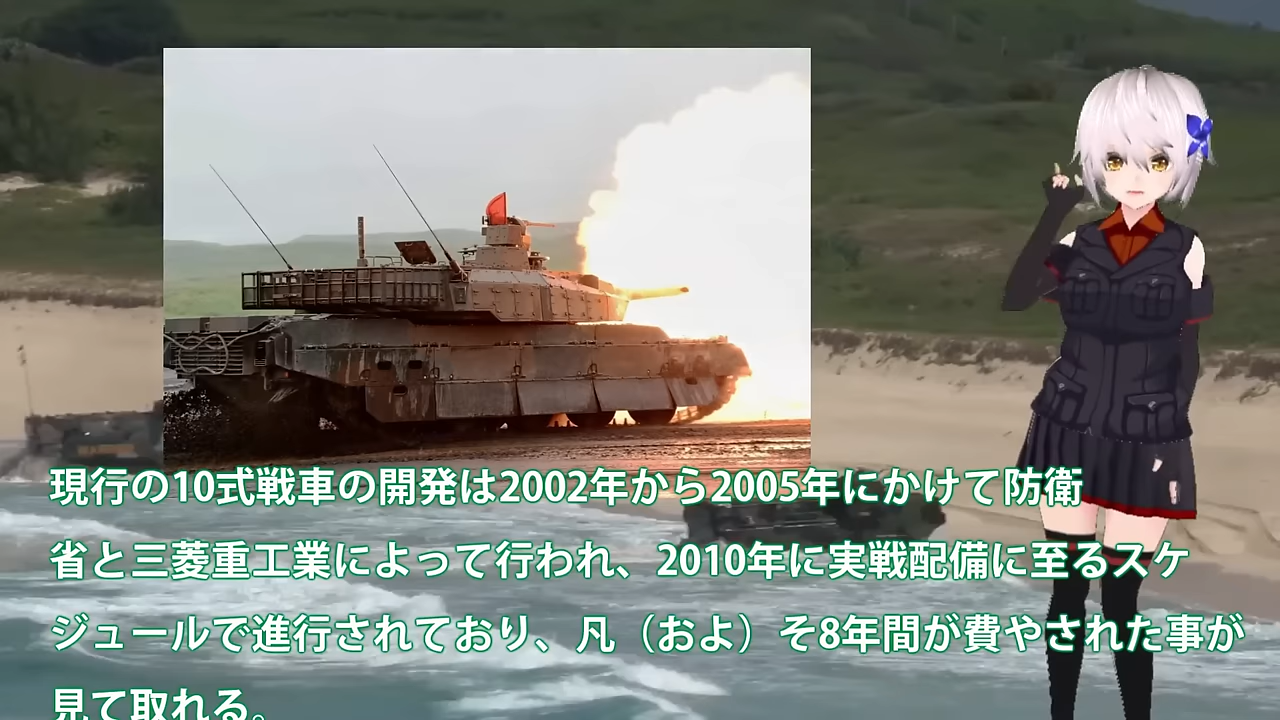 現行の10式戦車の開発は2002年から2005年にかけて防衛
省と三菱重工業によって行われ、2010年に実戦配備に至るスケ
ジュールで進行されており、凡（およ）そ8年間が費やされた事が
見て取れる。